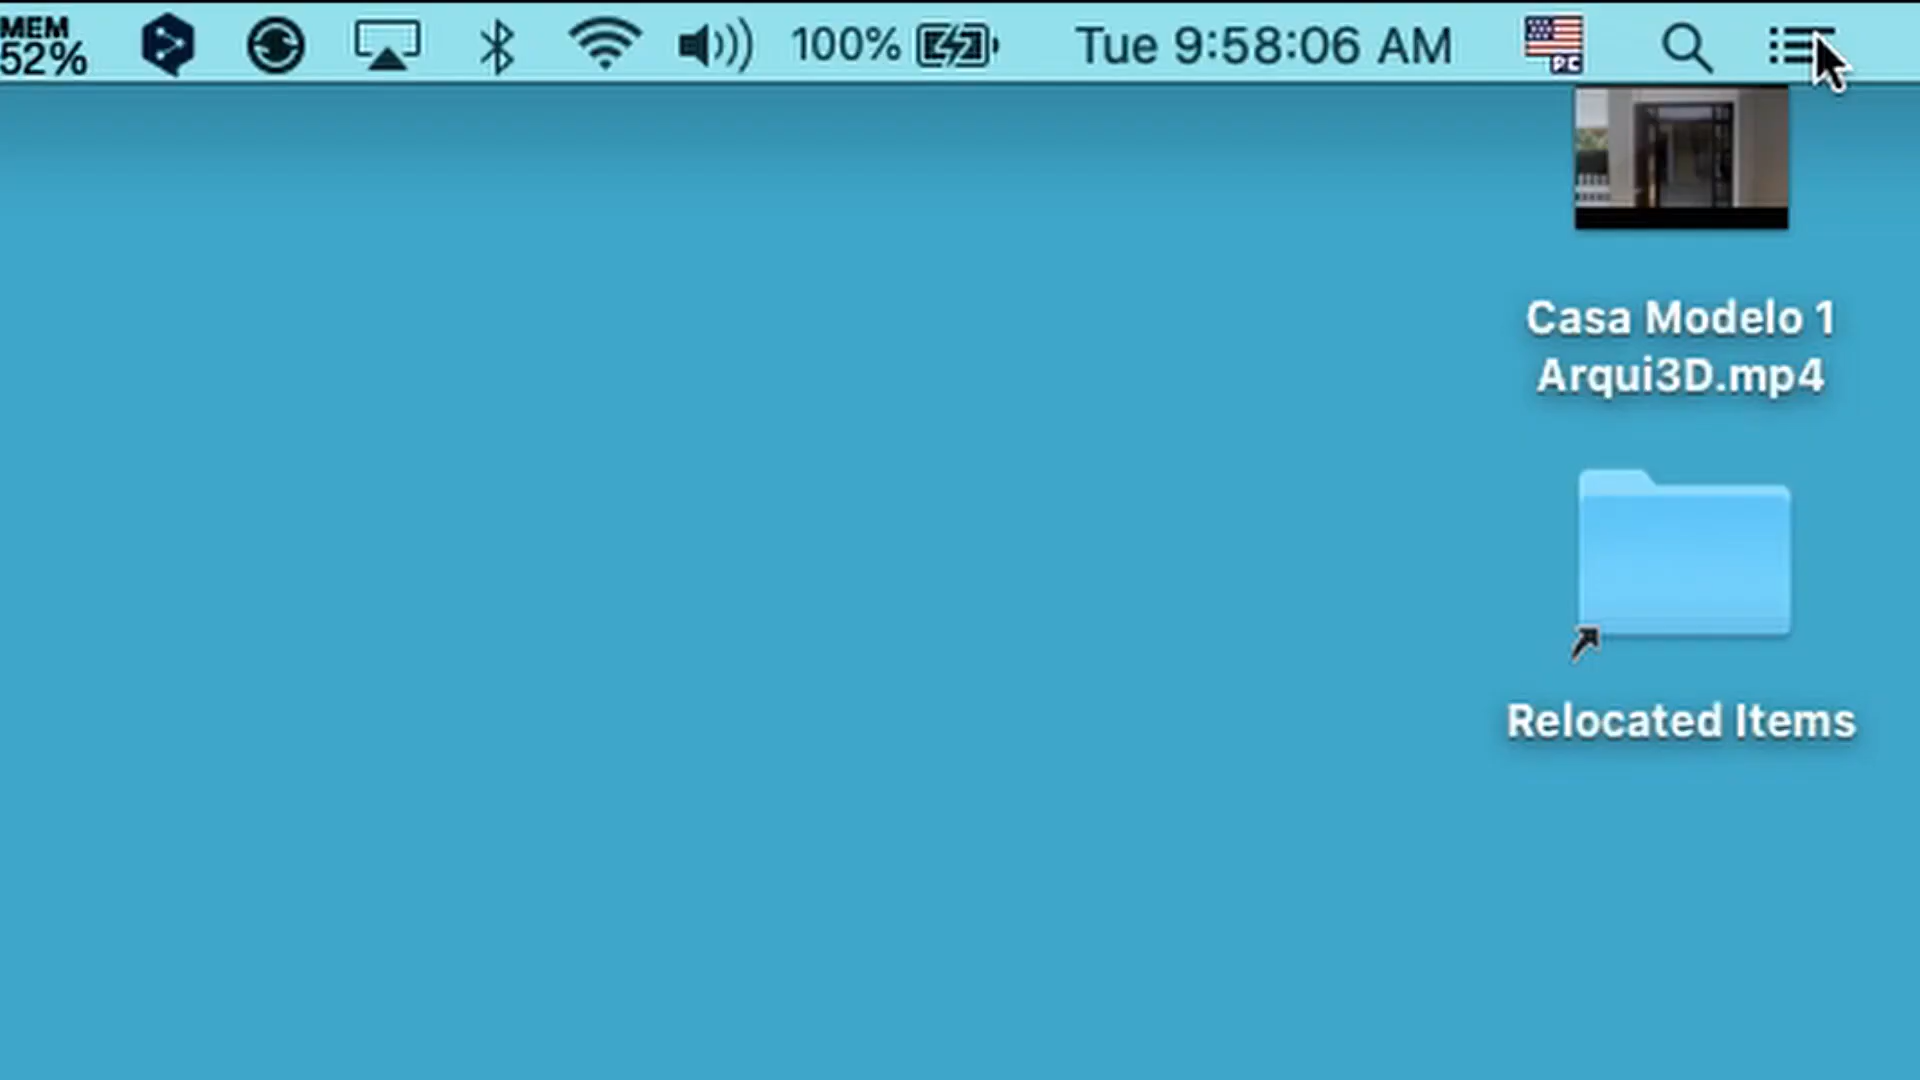 MEM
52%
100%
Tue 9:58:06 AM
PC
Casa Modelo 1
Arqui3D.mp4
Relocated Items